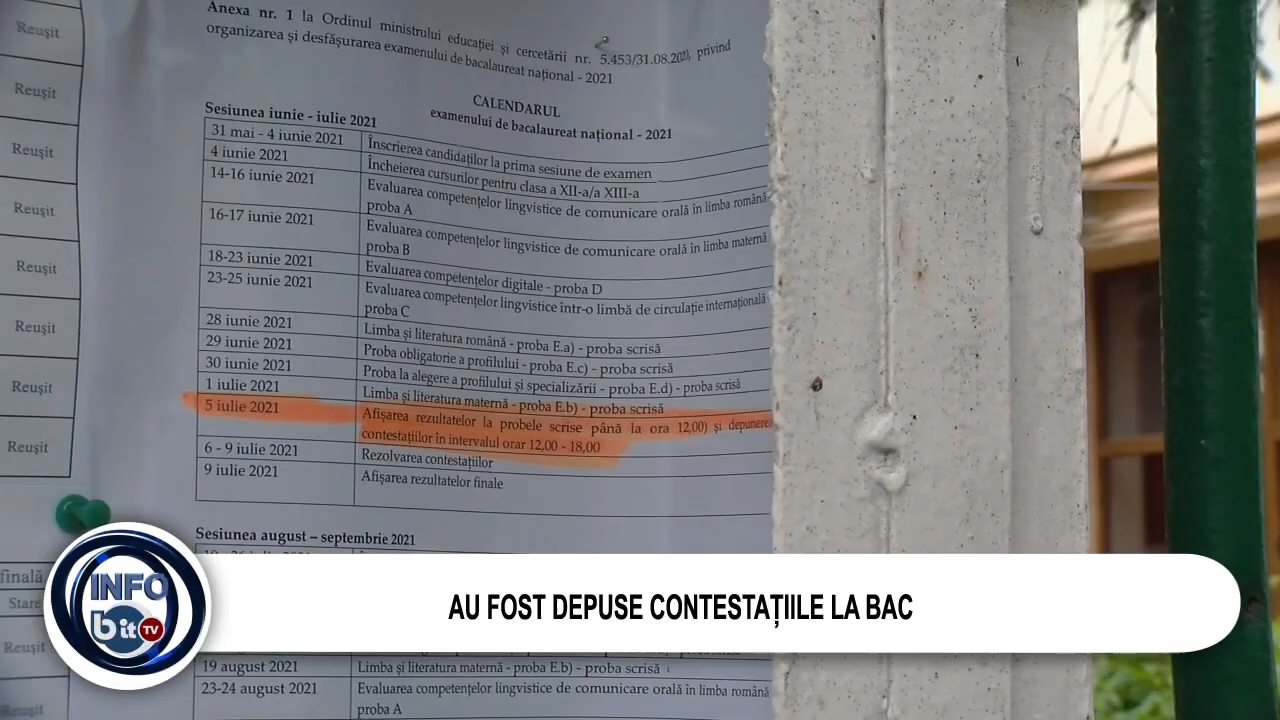 Reușit
Reușit
Reușit
Reușit
Reușit
Reușit
Reușit
Reușit
finală
Stare
Reușit
Reușit
Anexa nr. 1 la Ordinul ministrului educației și cercetării nr. 5.453/31.08.2020, privind
organizarea și desfășurarea examenului de bacalaureat național - 2021
CALENDARUL
examenului de bacalaureat național - 2021
Sesiunea iunie - iulie 2021
31 mai - 4 iunie 2021 Înscrierea candidaților la prima sesiune de examen
4 iunie 2021 Încheierea cursurilor pentru clasa a XII-a/a XIII-a
14-16 iunie 2021 Evaluarea competențelor lingvistice de comunicare orală în limba română
proba A
16-17 iunie 2021 Evaluarea competențelor lingvistice de comunicare orală în limba maternă
proba B
18-23 iunie 2021 Evaluarea competențelor digitale - proba D
23-25 iunie 2021 Evaluarea competențelor lingvistice într-o limbă de circulație internațională
proba C
28 iunie 2021 Limba și literatura română - proba E.a) - proba scrisă
29 iunie 2021 Proba obligatorie a profilului - proba E.c) - proba scrisă
30 iunie 2021 Proba la alegere a profilului și specializării - proba E.d) - proba scrisă
1 iulie 2021 Limba și literatura maternă - proba E.b) - proba scrisă
5 iulie 2021 Afișarea rezultatelor la probele scrise până la ora 12,00) și depunerea
contestațiilor în intervalul orar 12,00 - 18,00
6 - 9 iulie 2021 Rezolvarea contestațiilor
9 iulie 2021 Afișarea rezultatelor finale
Sesiunea august – septembrie 2021
INFO
bit TV
AU FOST DEPUSE CONTESTAȚIILE LA BAC
19 august 2021 Limba și literatura maternă - proba E.b) - proba scrisă
23-24 august 2021 Evaluarea competențelor lingvistice de comunicare orală în limba română
proba A